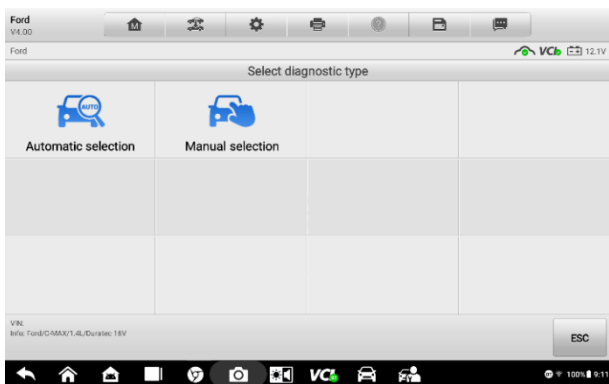 Ford
V4.00
M
Ford
VCI
12.1V
Select diagnostic type
AUTO
Automatic selection
Manual selection
VIN:
Info: Ford/C-MAX/1.4L/Duratec 16V
ESC
VCI
100%
9:11